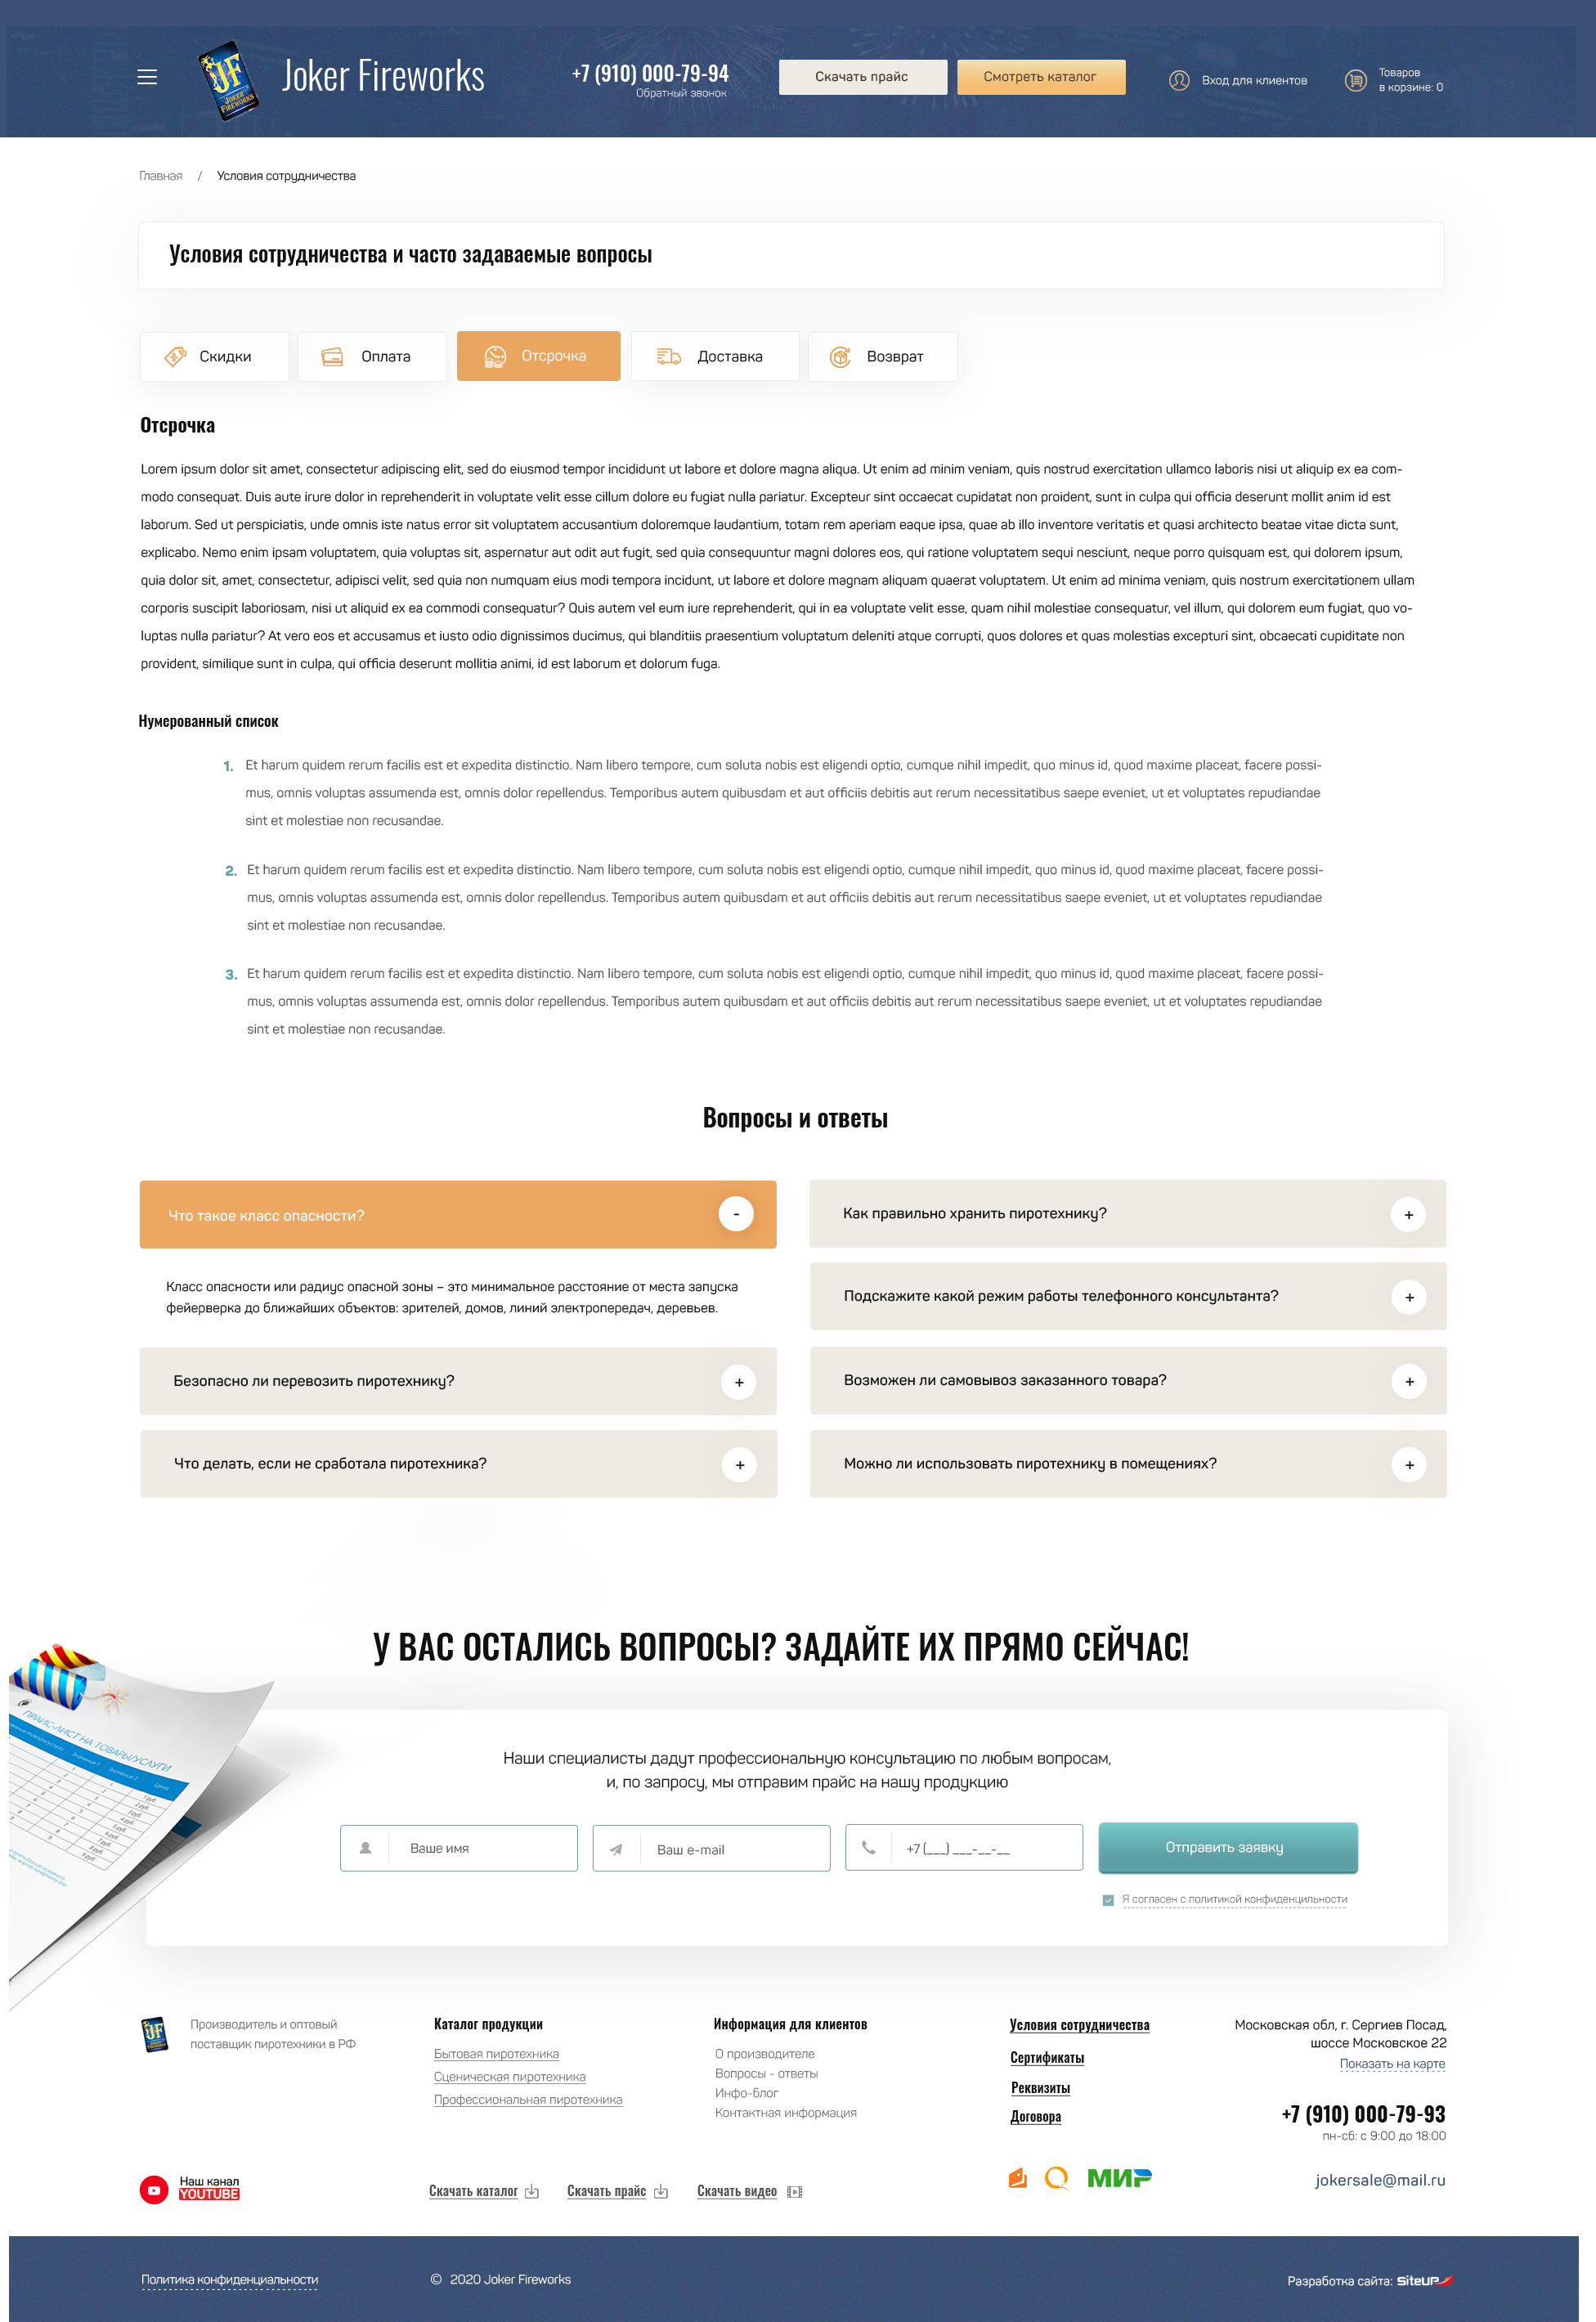 JF
JOKER
FIREWORKS
Joker Fireworks
+7 (910) 000-79-94
Обратный звонок
Скачать прайс
Смотреть каталог
Вход для клиентов
Товаров
в корзине: 0
Главная / Условия сотрудничества
Условия сотрудничества и часто задаваемые вопросы
Скидки
Оплата
Отсрочка
Доставка
Возврат
Отсрочка
Lorem ipsum dolor sit amet, consectetur adipiscing elit, sed do eiusmod tempor incididunt ut labore et dolore magna aliqua. Ut enim ad minim veniam, quis nostrud exercitation ullamco laboris nisi ut aliquip ex ea com-
modo consequat. Duis aute irure dolor in reprehenderit in voluptate velit esse cillum dolore eu fugiat nulla pariatur. Excepteur sint occaecat cupidatat non proident, sunt in culpa qui officia deserunt mollit anim id est
laborum. Sed ut perspiciatis, unde omnis iste natus error sit voluptatem accusantium doloremque laudantium, totam rem aperiam eaque ipsa, quae ab illo inventore veritatis et quasi architecto beatae vitae dicta sunt,
explicabo. Nemo enim ipsam voluptatem, quia voluptas sit, aspernatur aut odit aut fugit, sed quia consequuntur magni dolores eos, qui ratione voluptatem sequi nesciunt, neque porro quisquam est, qui dolorem ipsum,
quia dolor sit, amet, consectetur, adipisci velit, sed quia non numquam eius modi tempora incidunt, ut labore et dolore magnam aliquam quaerat voluptatem. Ut enim ad minima veniam, quis nostrum exercitationem ullam
corporis suscipit laboriosam, nisi ut aliquid ex ea commodi consequatur? Quis autem vel eum iure reprehenderit, qui in ea voluptate velit esse, quam nihil molestiae consequatur, vel illum, qui dolorem eum fugiat, quo vo-
luptas nulla pariatur? At vero eos et accusamus et iusto odio dignissimos ducimus, qui blanditiis praesentium voluptatum deleniti atque corrupti, quos dolores et quas molestias excepturi sint, obcaecati cupiditate non
provident, similique sunt in culpa, qui officia deserunt mollitia animi, id est laborum et dolorum fuga.
Нумерованный список
1. Et harum quidem rerum facilis est et expedita distinctio. Nam libero tempore, cum soluta nobis est eligendi optio, cumque nihil impedit, quo minus id, quod maxime placeat, facere possi-
mus, omnis voluptas assumenda est, omnis dolor repellendus. Temporibus autem quibusdam et aut officiis debitis aut rerum necessitatibus saepe eveniet, ut et voluptates repudiandae
sint et molestiae non recusandae.
2. Et harum quidem rerum facilis est et expedita distinctio. Nam libero tempore, cum soluta nobis est eligendi optio, cumque nihil impedit, quo minus id, quod maxime placeat, facere possi-
mus, omnis voluptas assumenda est, omnis dolor repellendus. Temporibus autem quibusdam et aut officiis debitis aut rerum necessitatibus saepe eveniet, ut et voluptates repudiandae
sint et molestiae non recusandae.
3. Et harum quidem rerum facilis est et expedita distinctio. Nam libero tempore, cum soluta nobis est eligendi optio, cumque nihil impedit, quo minus id, quod maxime placeat, facere possi-
mus, omnis voluptas assumenda est, omnis dolor repellendus. Temporibus autem quibusdam et aut officiis debitis aut rerum necessitatibus saepe eveniet, ut et voluptates repudiandae
sint et molestiae non recusandae.
Вопросы и ответы
Что такое класс опасности? -
Класс опасности или радиус опасной зоны – это минимальное расстояние от места запуска
фейерверка до ближайших объектов: зрителей, домов, линий электропередач, деревьев.
Безопасно ли перевозить пиротехнику? +
Что делать, если не сработала пиротехника? +
Как правильно хранить пиротехнику? +
Подскажите какой режим работы телефонного консультанта? +
Возможен ли самовывоз заказанного товара? +
Можно ли использовать пиротехнику в помещениях? +
У ВАС ОСТАЛИСЬ ВОПРОСЫ? ЗАДАЙТЕ ИХ ПРЯМО СЕЙЧАС!
ПРАЙС-ЛИСТ НА ТОВАРЫ/УСЛУГИ
Наши специалисты дадут профессиональную консультацию по любым вопросам,
и, по запросу, мы отправим прайс на нашу продукцию
Ваше имя
Ваш e-mail
+7 (___) ___-__-__
Отправить заявку
Я согласен с политикой конфиденцильности
JF
Производитель и оптовый
поставщик пиротехники в РФ
Каталог продукции
Бытовая пиротехника
Сценическая пиротехника
Профессиональная пиротехника
Информация для клиентов
О производителе
Вопросы - ответы
Инфо-блог
Контактная информация
Условия сотрудничества
Сертификаты
Реквизиты
Договора
Московская обл, г. Сергиев Посад,
шоссе Московское 22
Показать на карте
+7 (910) 000-79-93
пн-сб: с 9:00 до 18:00
jokersale@mail.ru
Наш канал
YOUTUBE
Скачать каталог
Скачать прайс
Скачать видео
МИР
Политика конфиденциальности
© 2020 Joker Fireworks
Разработка сайта: SiteUP